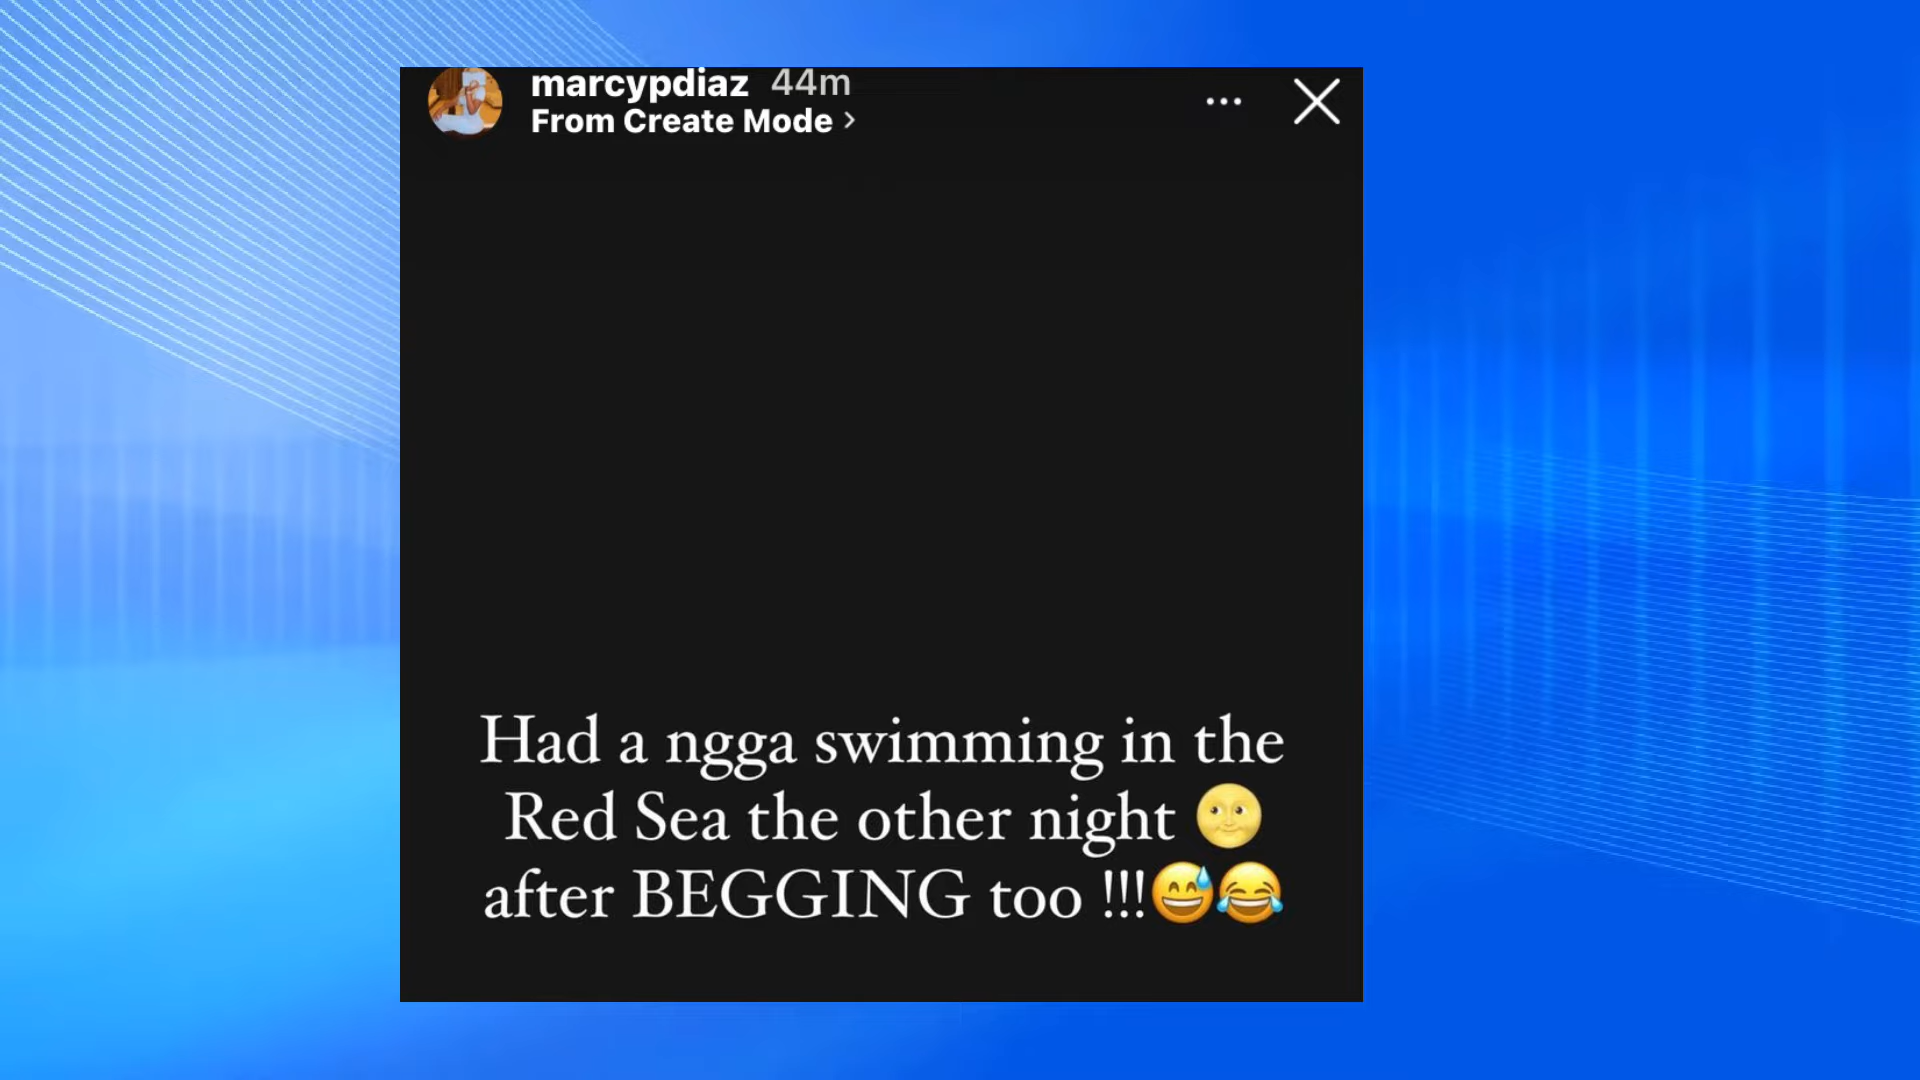 marcypdiaz 44m
From Create Mode >
Had a ngga swimming in the
Red Sea the other night 🌝
after BEGGING too !!!😅😂